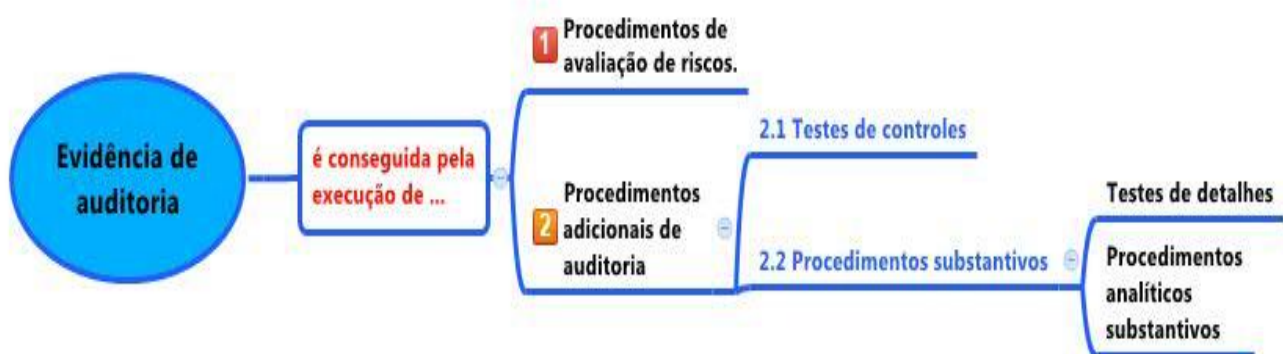 Evidência de
auditoria
é conseguida pela
execução de ...
1
Procedimentos de
avaliação de riscos.
2
Procedimentos
adicionais de
auditoria
2.1 Testes de controles
2.2 Procedimentos substantivos
Testes de detalhes
Procedimentos
analíticos
substantivos